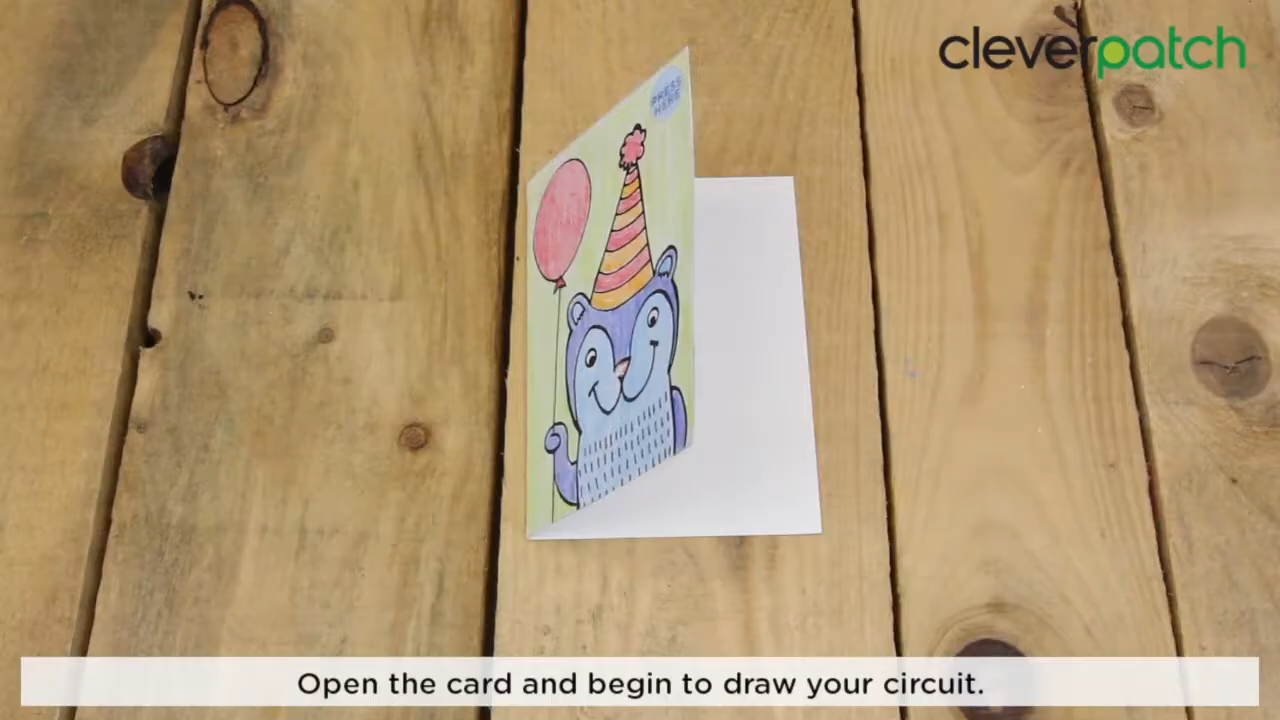 cleverpatch
PRESS
HERE
Open the card and begin to draw your circuit.